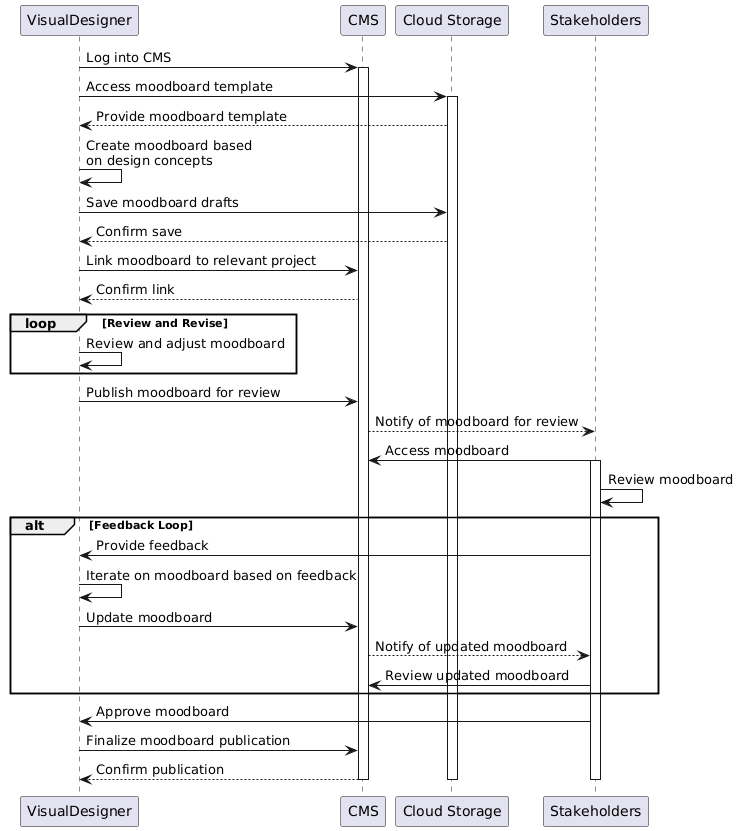 VisualDesigner
CMS
Cloud Storage
Stakeholders
Log into CMS
Access moodboard template
Provide moodboard template
Create moodboard based
on design concepts
Save moodboard drafts
Confirm save
Link moodboard to relevant project
Confirm link
loop
[Review and Revise]
Review and adjust moodboard
Publish moodboard for review
Notify of moodboard for review
Access moodboard
Review moodboard
alt
[Feedback Loop]
Provide feedback
Iterate on moodboard based on feedback
Update moodboard
Notify of updated moodboard
Review updated moodboard
Approve moodboard
Finalize moodboard publication
Confirm publication
VisualDesigner
CMS
Cloud Storage
Stakeholders